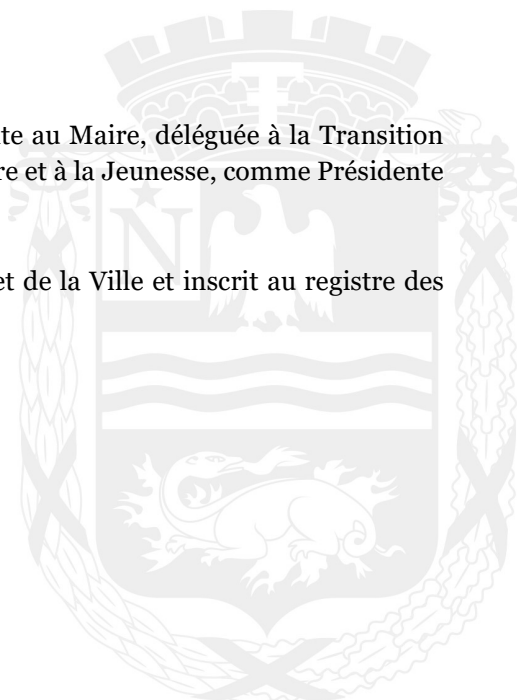 te au Maire, déléguée à la Transition
re et à la Jeunesse, comme Présidente
et de la Ville et inscrit au registre des
N